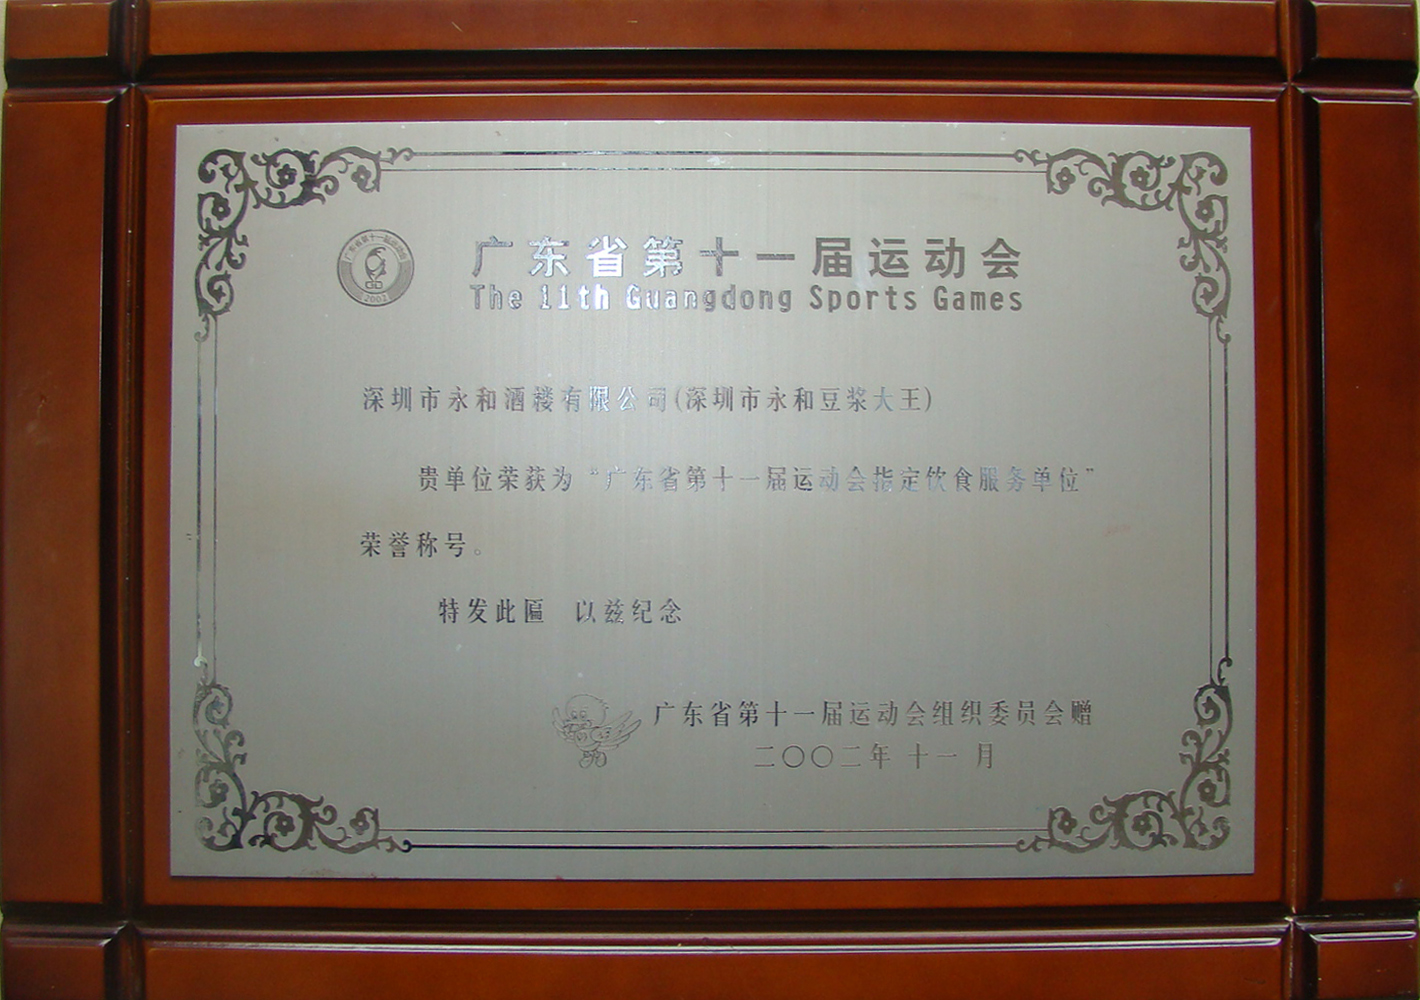 广东省第十一届运动会
The 11th Guangdong Sports Games
2002
深圳市永和酒楼有限公司(深圳市永和豆浆大王)
贵单位荣获为“广东省第十一届运动会指定饮食服务单位”
荣誉称号。
特发此匾 以兹纪念
广东省第十一届运动会组织委员会赠
二〇〇二年 十一 月